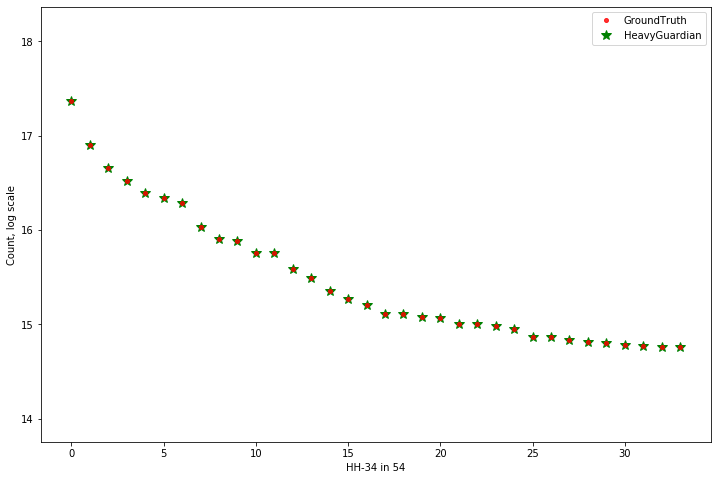 GroundTruth
HeavyGuardian
18
17
16
15
14
Count, log scale
0 5 10 15 20 25 30
HH-34 in 54